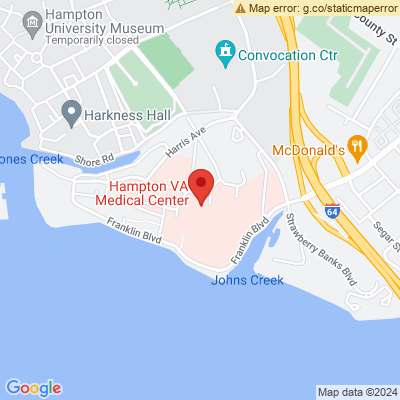 Map error: g.co/staticmaperror
Hampton
University Museum
Temporarily closed
County St
Convocation Ctr
Harkness Hall
Harris Ave
McDonald's
Shore Rd
ones Creek
Hampton VA
Medical Center
64
Franklin Blvd
Franklin Blvd
Strawberry Banks Blvd
Segar St
Johns Creek
Google
Map data ©2024